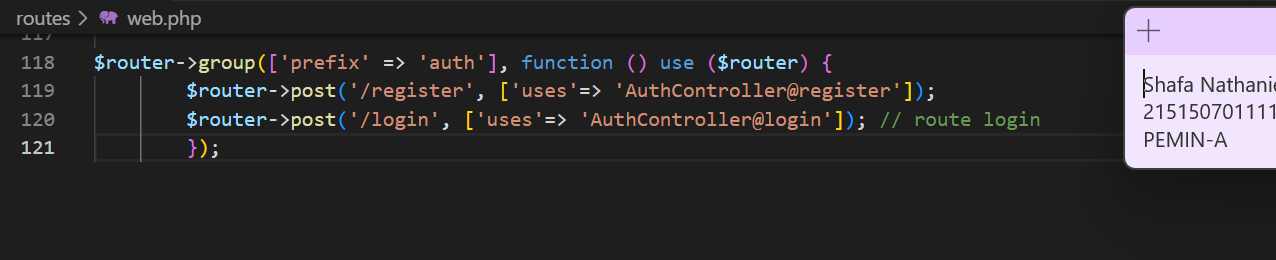 routes > web.php
117
118 $router->group(['prefix' => 'auth'], function () use ($router) {
119 $router->post('/register', ['uses'=> 'AuthController@register']);
120 $router->post('/login', ['uses'=> 'AuthController@login']); // route login
121 });
Shafa
215150701111
PEMIN-A